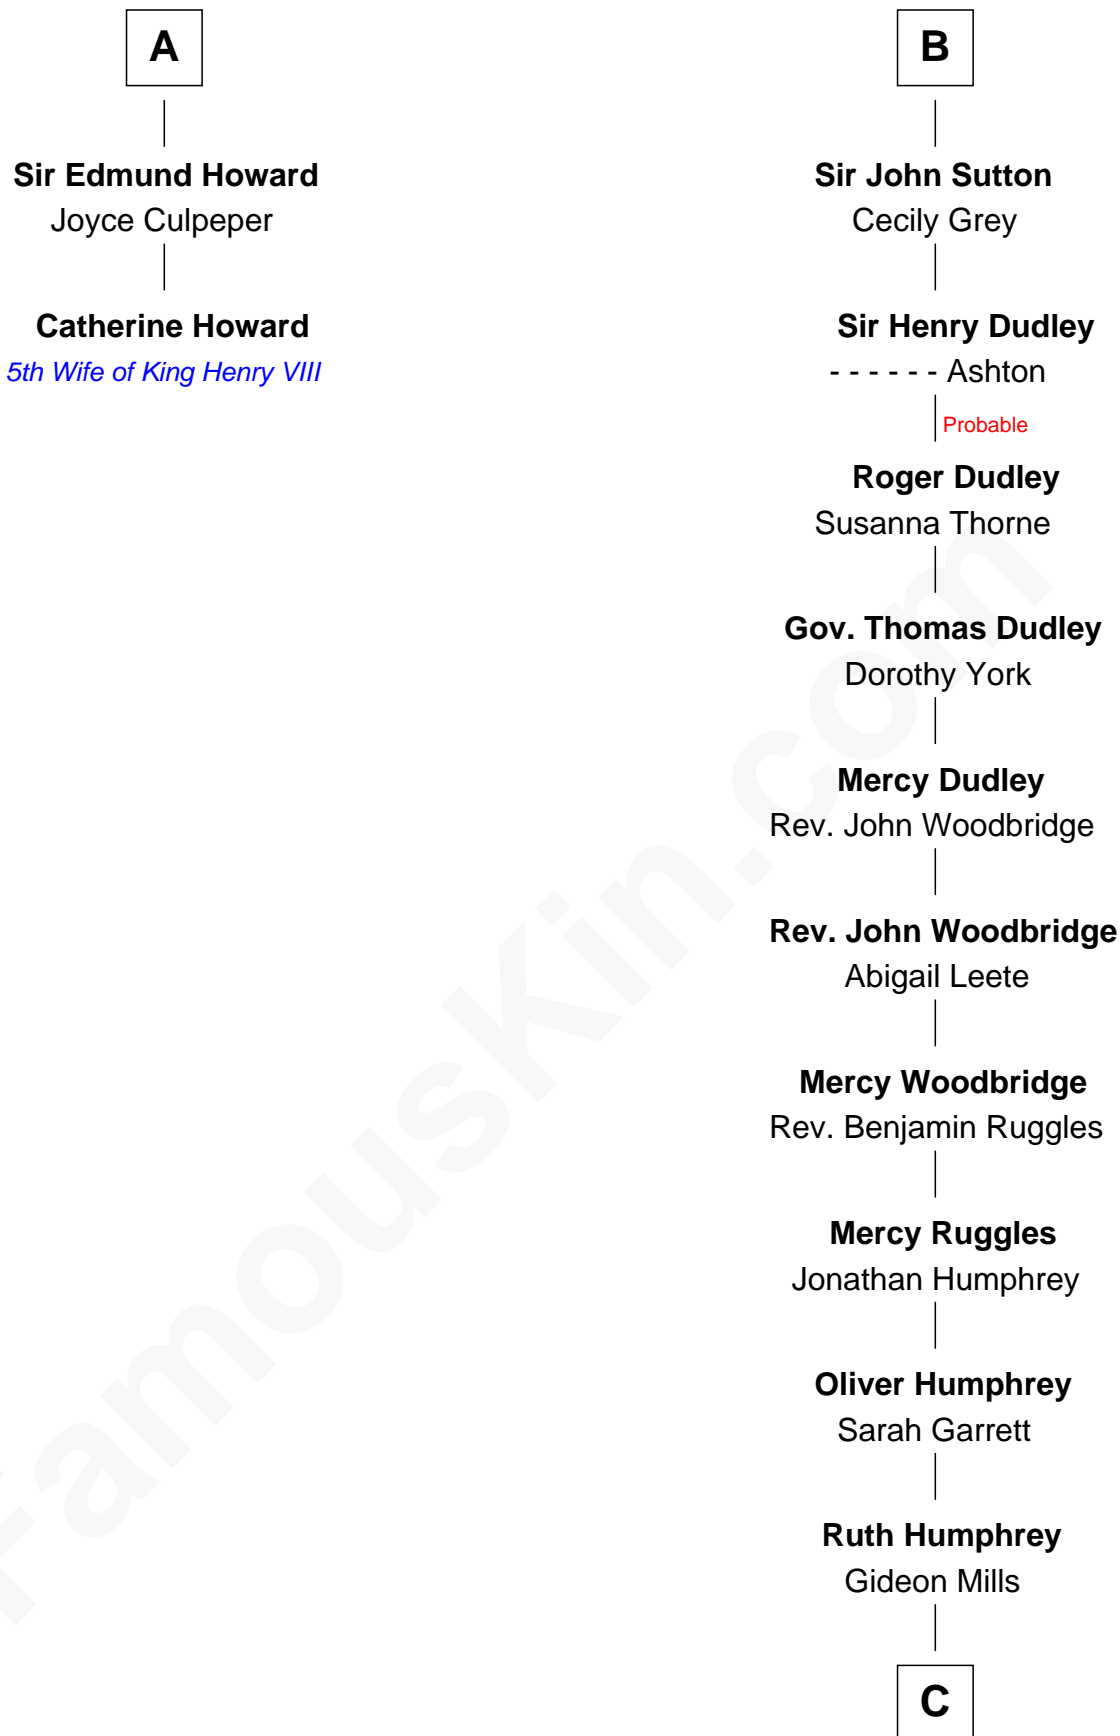 A
Sir Edmund Howard
Joyce Culpeper
Catherine Howard
5th Wife of King Henry VIII
B
Sir John Sutton
Cecily Grey
Sir Henry Dudley
- - - - - - Ashton
Probable
Roger Dudley
Susanna Thorne
Gov. Thomas Dudley
Dorothy York
Mercy Dudley
Rev. John Woodbridge
Rev. John Woodbridge
Abigail Leete
Mercy Woodbridge
Rev. Benjamin Ruggles
Mercy Ruggles
Jonathan Humphrey
Oliver Humphrey
Sarah Garrett
Ruth Humphrey
Gideon Mills
C
FamousKin.com